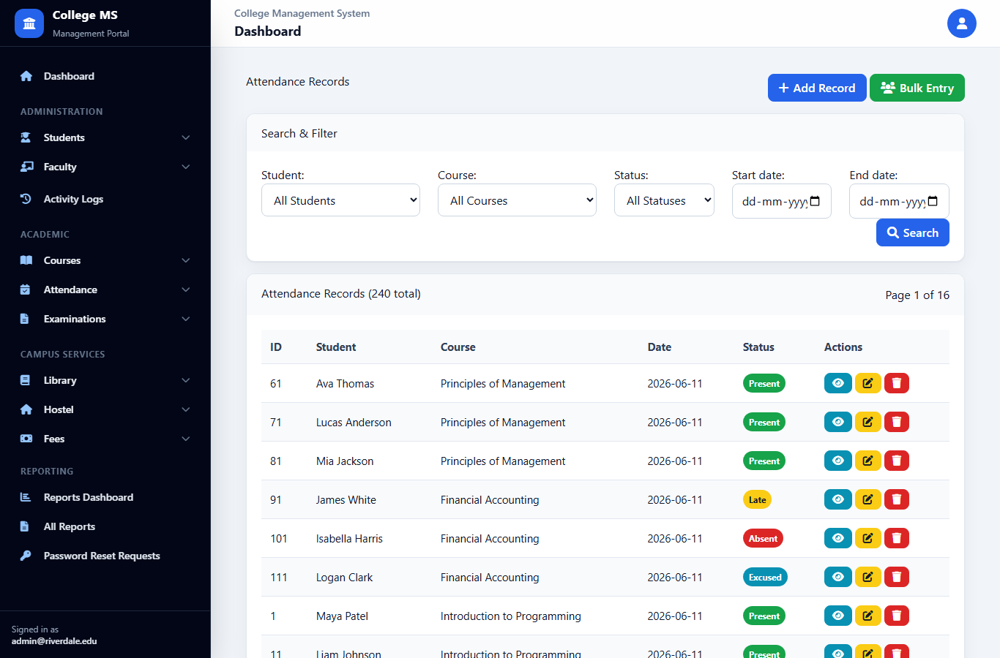 College MS
Management Portal
Dashboard
ADMINISTRATION
Students
Faculty
Activity Logs
ACADEMIC
Courses
Attendance
Examinations
CAMPUS SERVICES
Library
Hostel
Fees
REPORTING
Reports Dashboard
All Reports
Password Reset Requests
Signed in as
admin@riverdale.edu
College Management System
Dashboard
Attendance Records
Add Record
Bulk Entry
Search & Filter
Student: Course: Status: Start date: End date:
All Students All Courses All Statuses dd-mm-yyyy dd-mm-yyyy
Search
Attendance Records (240 total)
Page 1 of 16
ID Student Course Date Status Actions
61 Ava Thomas Principles of Management 2026-06-11 Present
71 Lucas Anderson Principles of Management 2026-06-11 Present
81 Mia Jackson Principles of Management 2026-06-11 Present
91 James White Financial Accounting 2026-06-11 Late
101 Isabella Harris Financial Accounting 2026-06-11 Absent
111 Logan Clark Financial Accounting 2026-06-11 Excused
1 Maya Patel Introduction to Programming 2026-06-11 Present
11 Liam Johnson Introduction to Programming 2026-06-11 Present